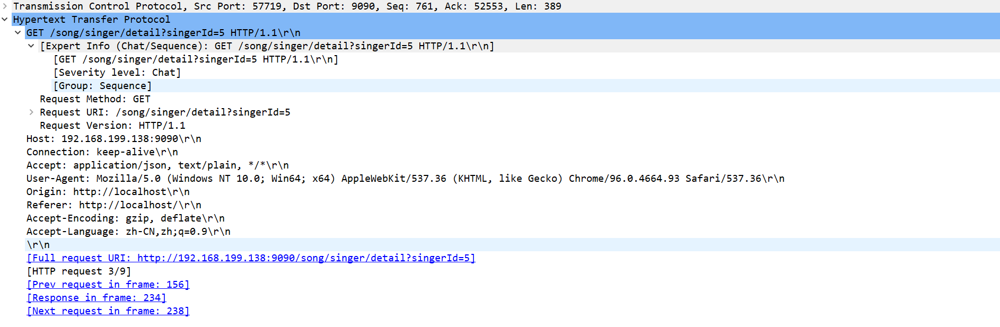 Transmission Control Protocol, Src Port: 57719, Dst Port: 9090, Seq: 761, Ack: 52553, Len: 389
Hypertext Transfer Protocol
GET /song/singer/detail?singerId=5 HTTP/1.1\r\n
[Expert Info (Chat/Sequence): GET /song/singer/detail?singerId=5 HTTP/1.1\r\n]
[GET /song/singer/detail?singerId=5 HTTP/1.1\r\n]
[Severity level: Chat]
[Group: Sequence]
Request Method: GET
Request URI: /song/singer/detail?singerId=5
Request Version: HTTP/1.1
Host: 192.168.199.138:9090\r\n
Connection: keep-alive\r\n
Accept: application/json, text/plain, */*\r\n
User-Agent: Mozilla/5.0 (Windows NT 10.0; Win64; x64) AppleWebKit/537.36 (KHTML, like Gecko) Chrome/96.0.4664.93 Safari/537.36\r\n
Origin: http://localhost\r\n
Referer: http://localhost/\r\n
Accept-Encoding: gzip, deflate\r\n
Accept-Language: zh-CN,zh;q=0.9\r\n
\r\n
[Full request URI: http://192.168.199.138:9090/song/singer/detail?singerId=5]
[HTTP request 3/9]
[Prev request in frame: 156]
[Response in frame: 234]
[Next request in frame: 238]